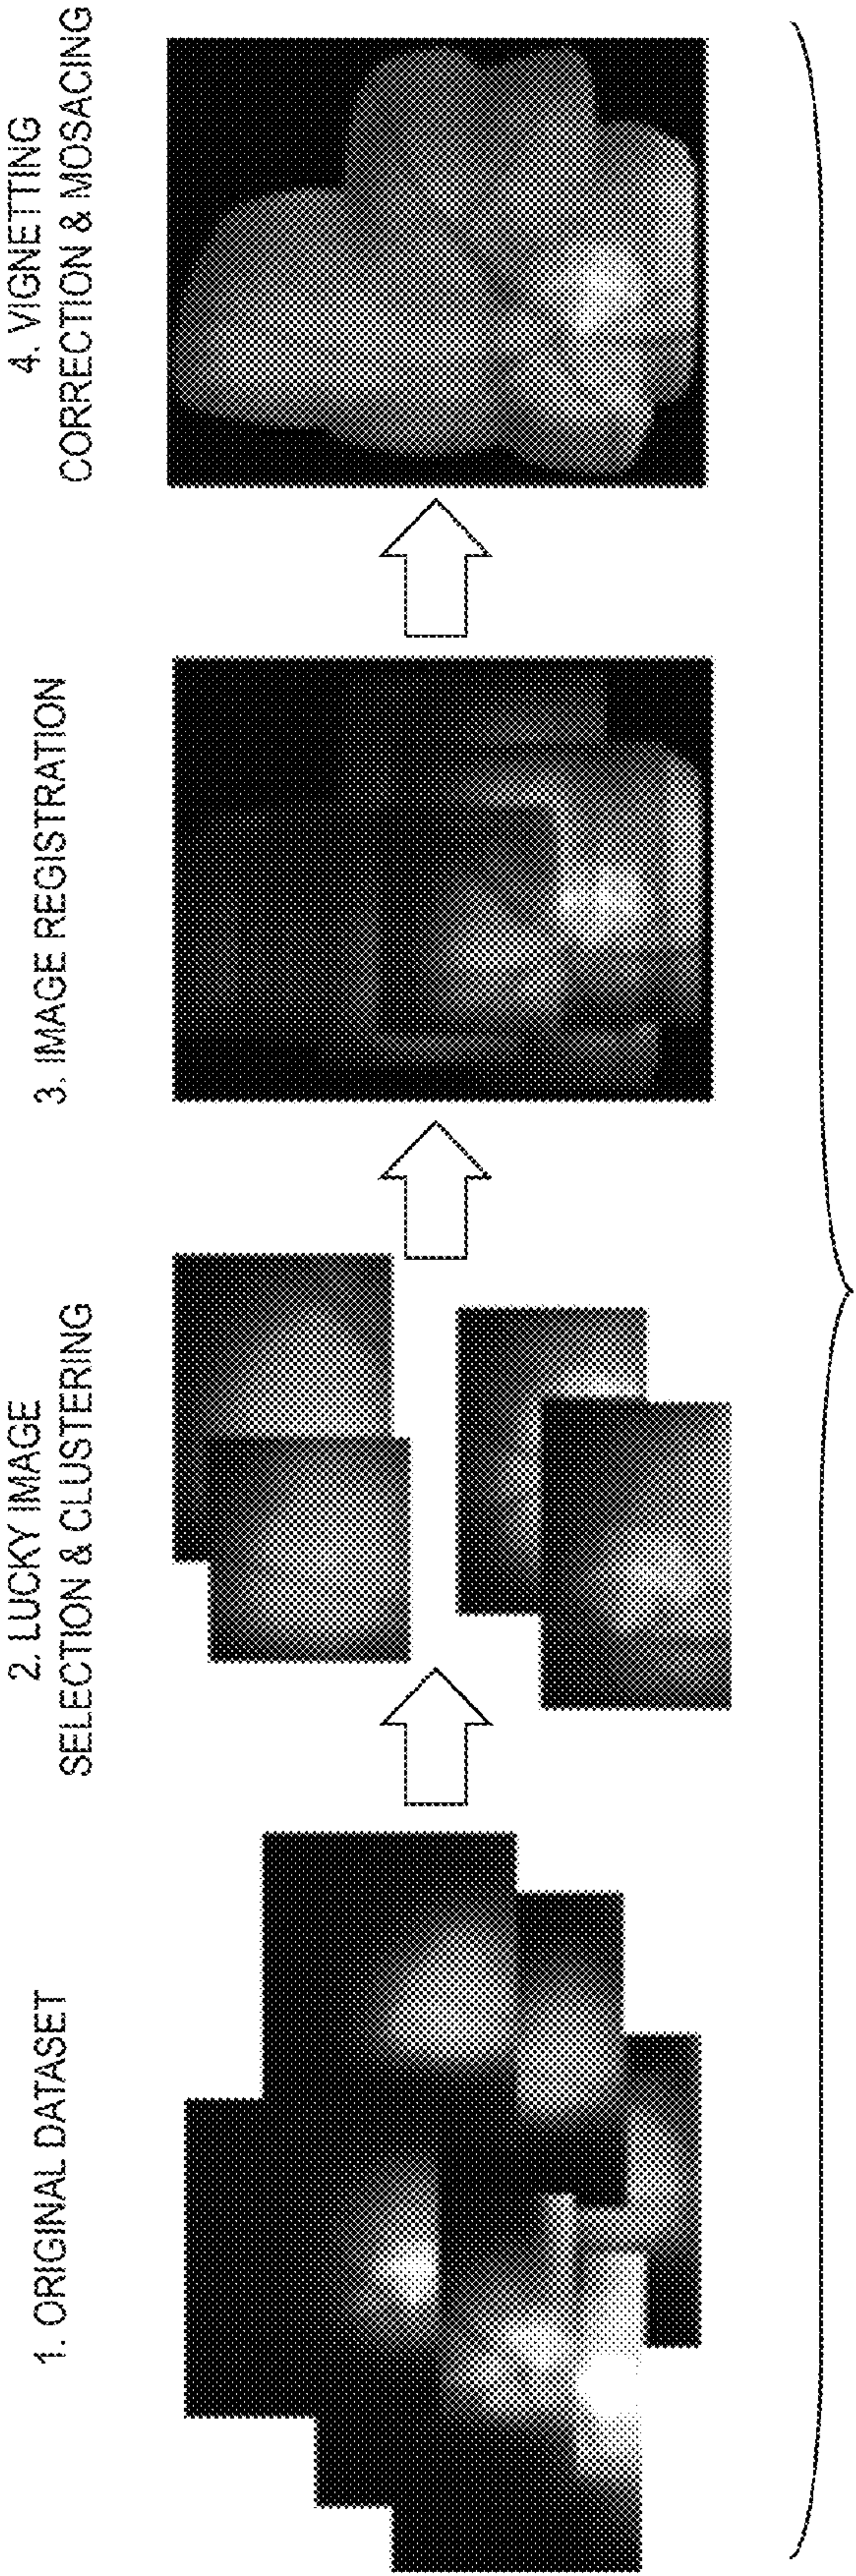 1. ORIGINAL DATASET
2. LUCKY IMAGE
SELECTION & CLUSTERING
3. IMAGE REGISTRATION
4. VIGNETTING
CORRECTION & MOSACING